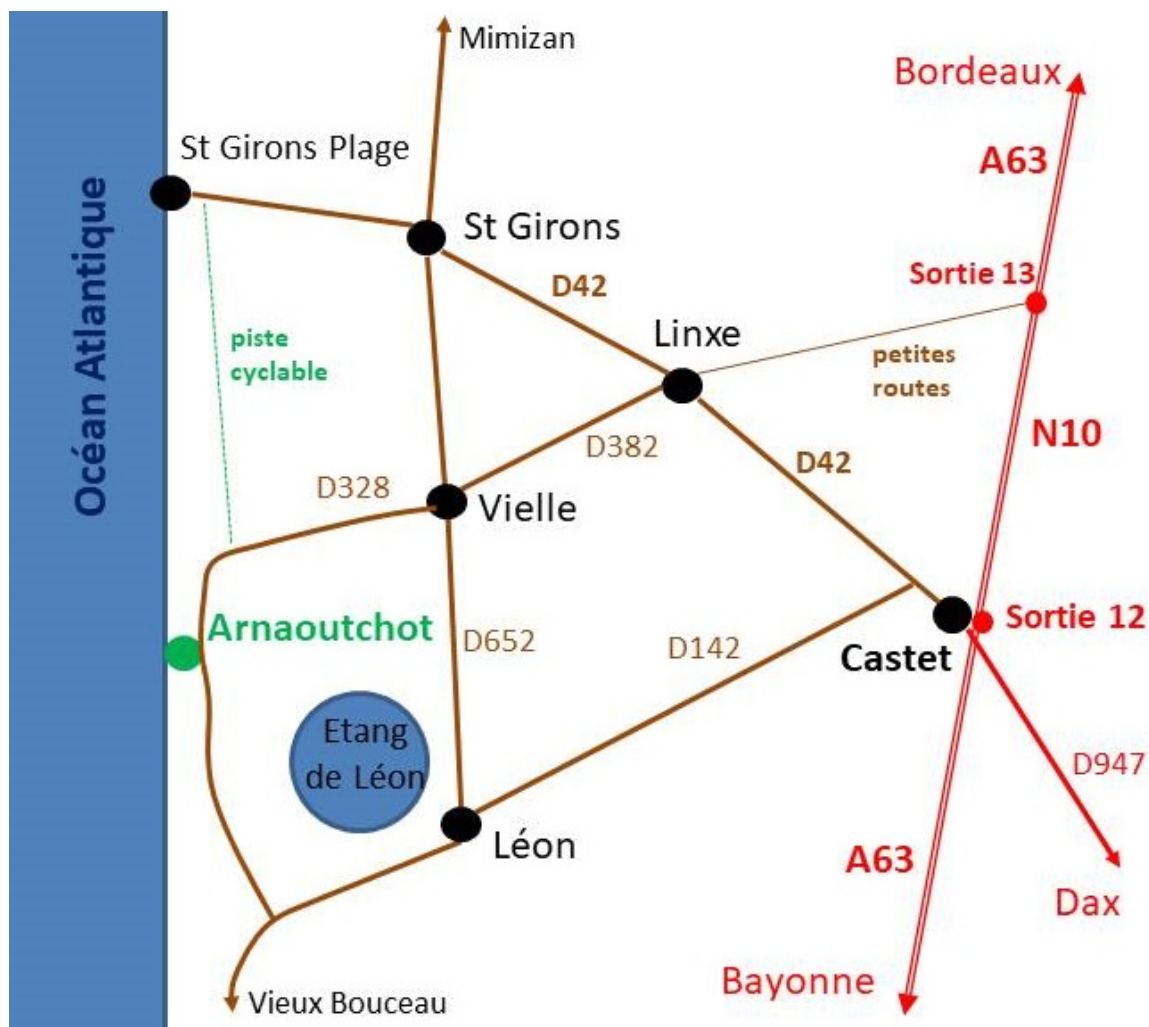 Mimizan
Bordeaux
St Girons Plage
A63
Océan Atlantique
St Girons
Sortie 13
D42
Linxe
piste
cyclable
petites
routes
N10
D382
D42
D328
Vielle
Arnaoutchot
Sortie 12
D652
D142
Castet
Etang
de Léon
D947
Léon
A63
Dax
Bayonne
Vieux Bouceau